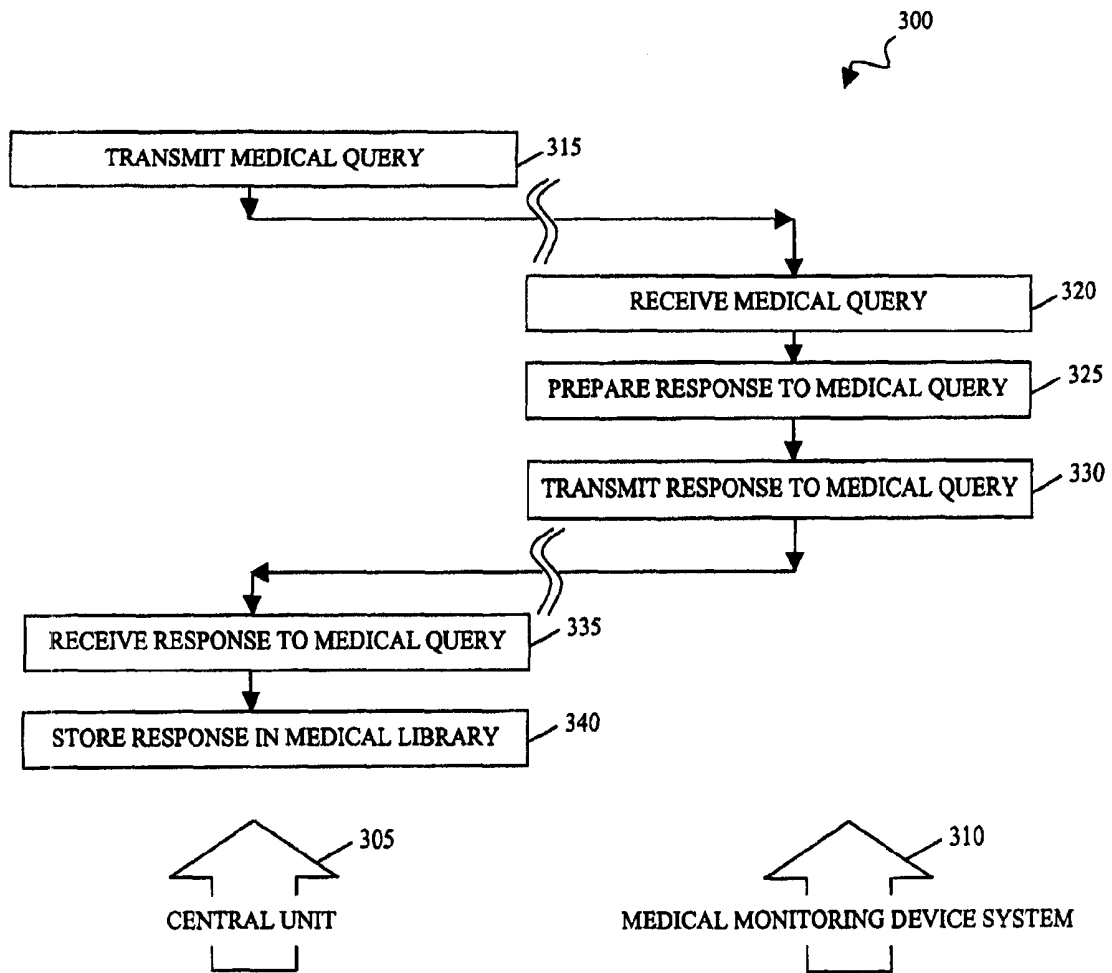 300
TRANSMIT MEDICAL QUERY
315
RECEIVE MEDICAL QUERY
320
PREPARE RESPONSE TO MEDICAL QUERY
325
TRANSMIT RESPONSE TO MEDICAL QUERY
330
RECEIVE RESPONSE TO MEDICAL QUERY
335
STORE RESPONSE IN MEDICAL LIBRARY
340
305
CENTRAL UNIT
310
MEDICAL MONITORING DEVICE SYSTEM